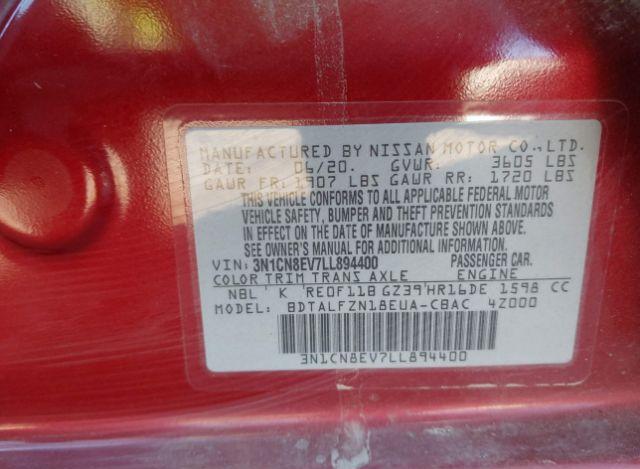 MANUFACTURED BY NISSAN MOTOR CO., LTD.
DATE: 06/20. GVWR: 3605 LBS
GAWR FR: 1907 LBS GAWR RR: 1720 LBS
THIS VEHICLE CONFORMS TO ALL APPLICABLE FEDERAL MOTOR
VEHICLE SAFETY, BUMPER AND THEFT PREVENTION STANDARDS
IN EFFECT ON THE DATE OF MANUFACTURE SHOWN ABOVE.
SEE OWNER'S MANUAL FOR ADDITIONAL INFORMATION.
VIN: 3N1CN8EV7LL894400 PASSENGER CAR.
COLOR TRIM TRANS AXLE ENGINE
NBL ' K 'RE0F11B GZ39'HR16DE 1598 CC
MODEL: BDTALFZN18EUA-CBAC 4Z000
3N1CN8EV7LL894400